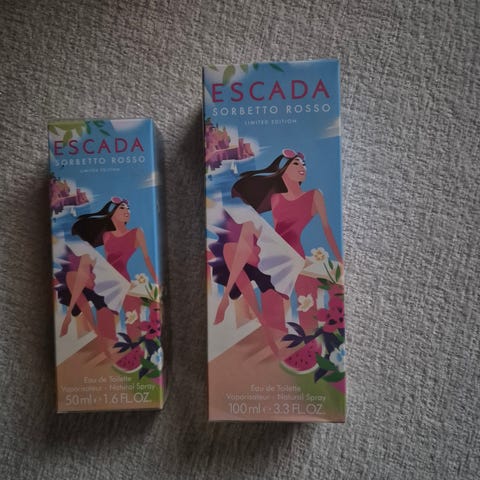 ESCADA
SORBETTO ROSSO
LIMITED EDITION
Eau de Toilette
Vaporisateur - Natural Spray
50 ml e 1.6 FL.OZ.
ESCADA
SORBETTO ROSSO
LIMITED EDITION
Eau de Toilette
Vaporisateur - Natural Spray
100 ml e 3.3 FL.OZ.